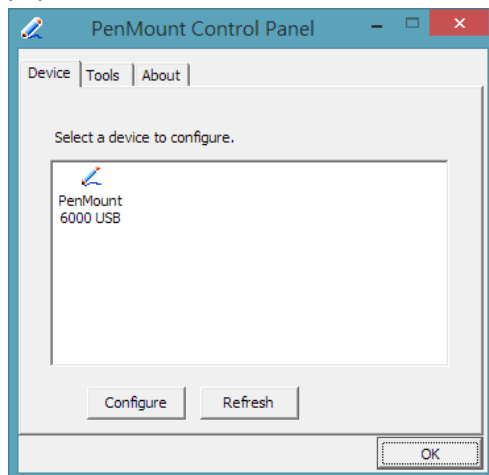 PenMount Control Panel
Device Tools About
Select a device to configure.
PenMount
6000 USB
Configure Refresh
OK